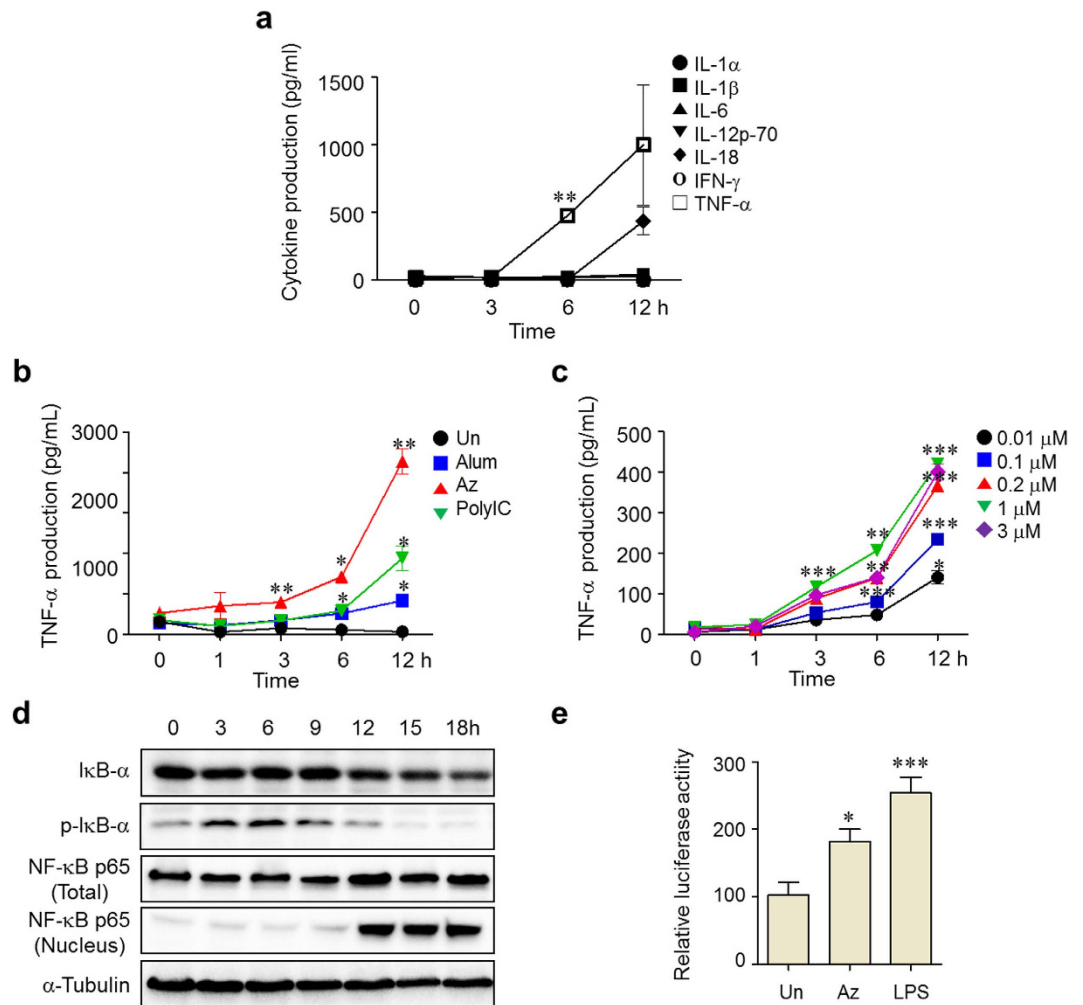 a
Cytokine production (pg/ml)
1500
1000
500
0
**
0 3 6 12 h
Time
IL-1α
IL-1β
IL-6
IL-12p-70
IL-18
IFN-γ
TNF-α
b
TNF-α production (pg/mL)
3000
2000
1000
0
**
*
**
*
*
*
0 1 3 6 12 h
Time
Un
Alum
Az
PolyIC
c
TNF-α production (pg/mL)
500
400
300
200
100
0
***
***
***
**
***
**
***
*
0 1 3 6 12 h
Time
0.01 μM
0.1 μM
0.2 μM
1 μM
3 μM
d
0 3 6 9 12 15 18h
IκB-α
p-IκB-α
NF-κB p65
(Total)
NF-κB p65
(Nucleus)
α-Tubulin
e
Relative luciferase actiity
300
200
100
0
*
***
Un Az LPS